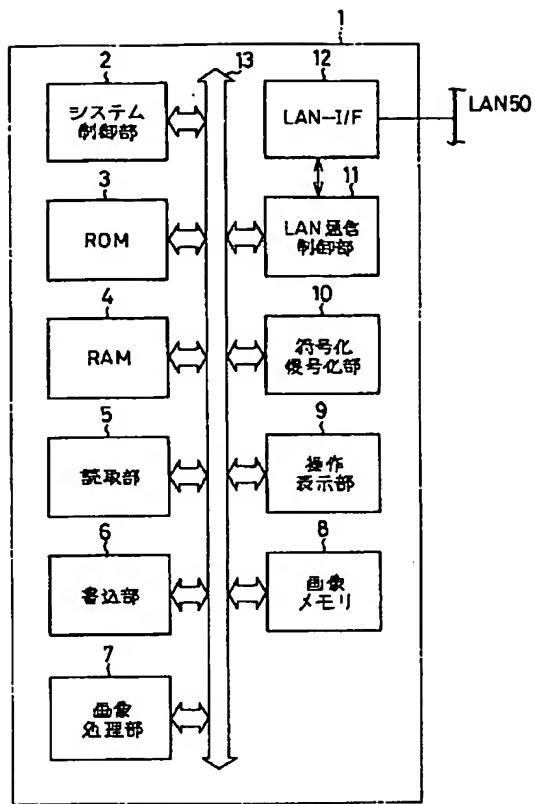 1
2
システム
制御部
3
ROM
4
RAM
5
読取部
6
書込部
7
画像
処理部
13
12
LAN-I/F
LAN50
11
LAN通信
制御部
10
符号化
復号化部
9
操作
表示部
8
画像
メモリ